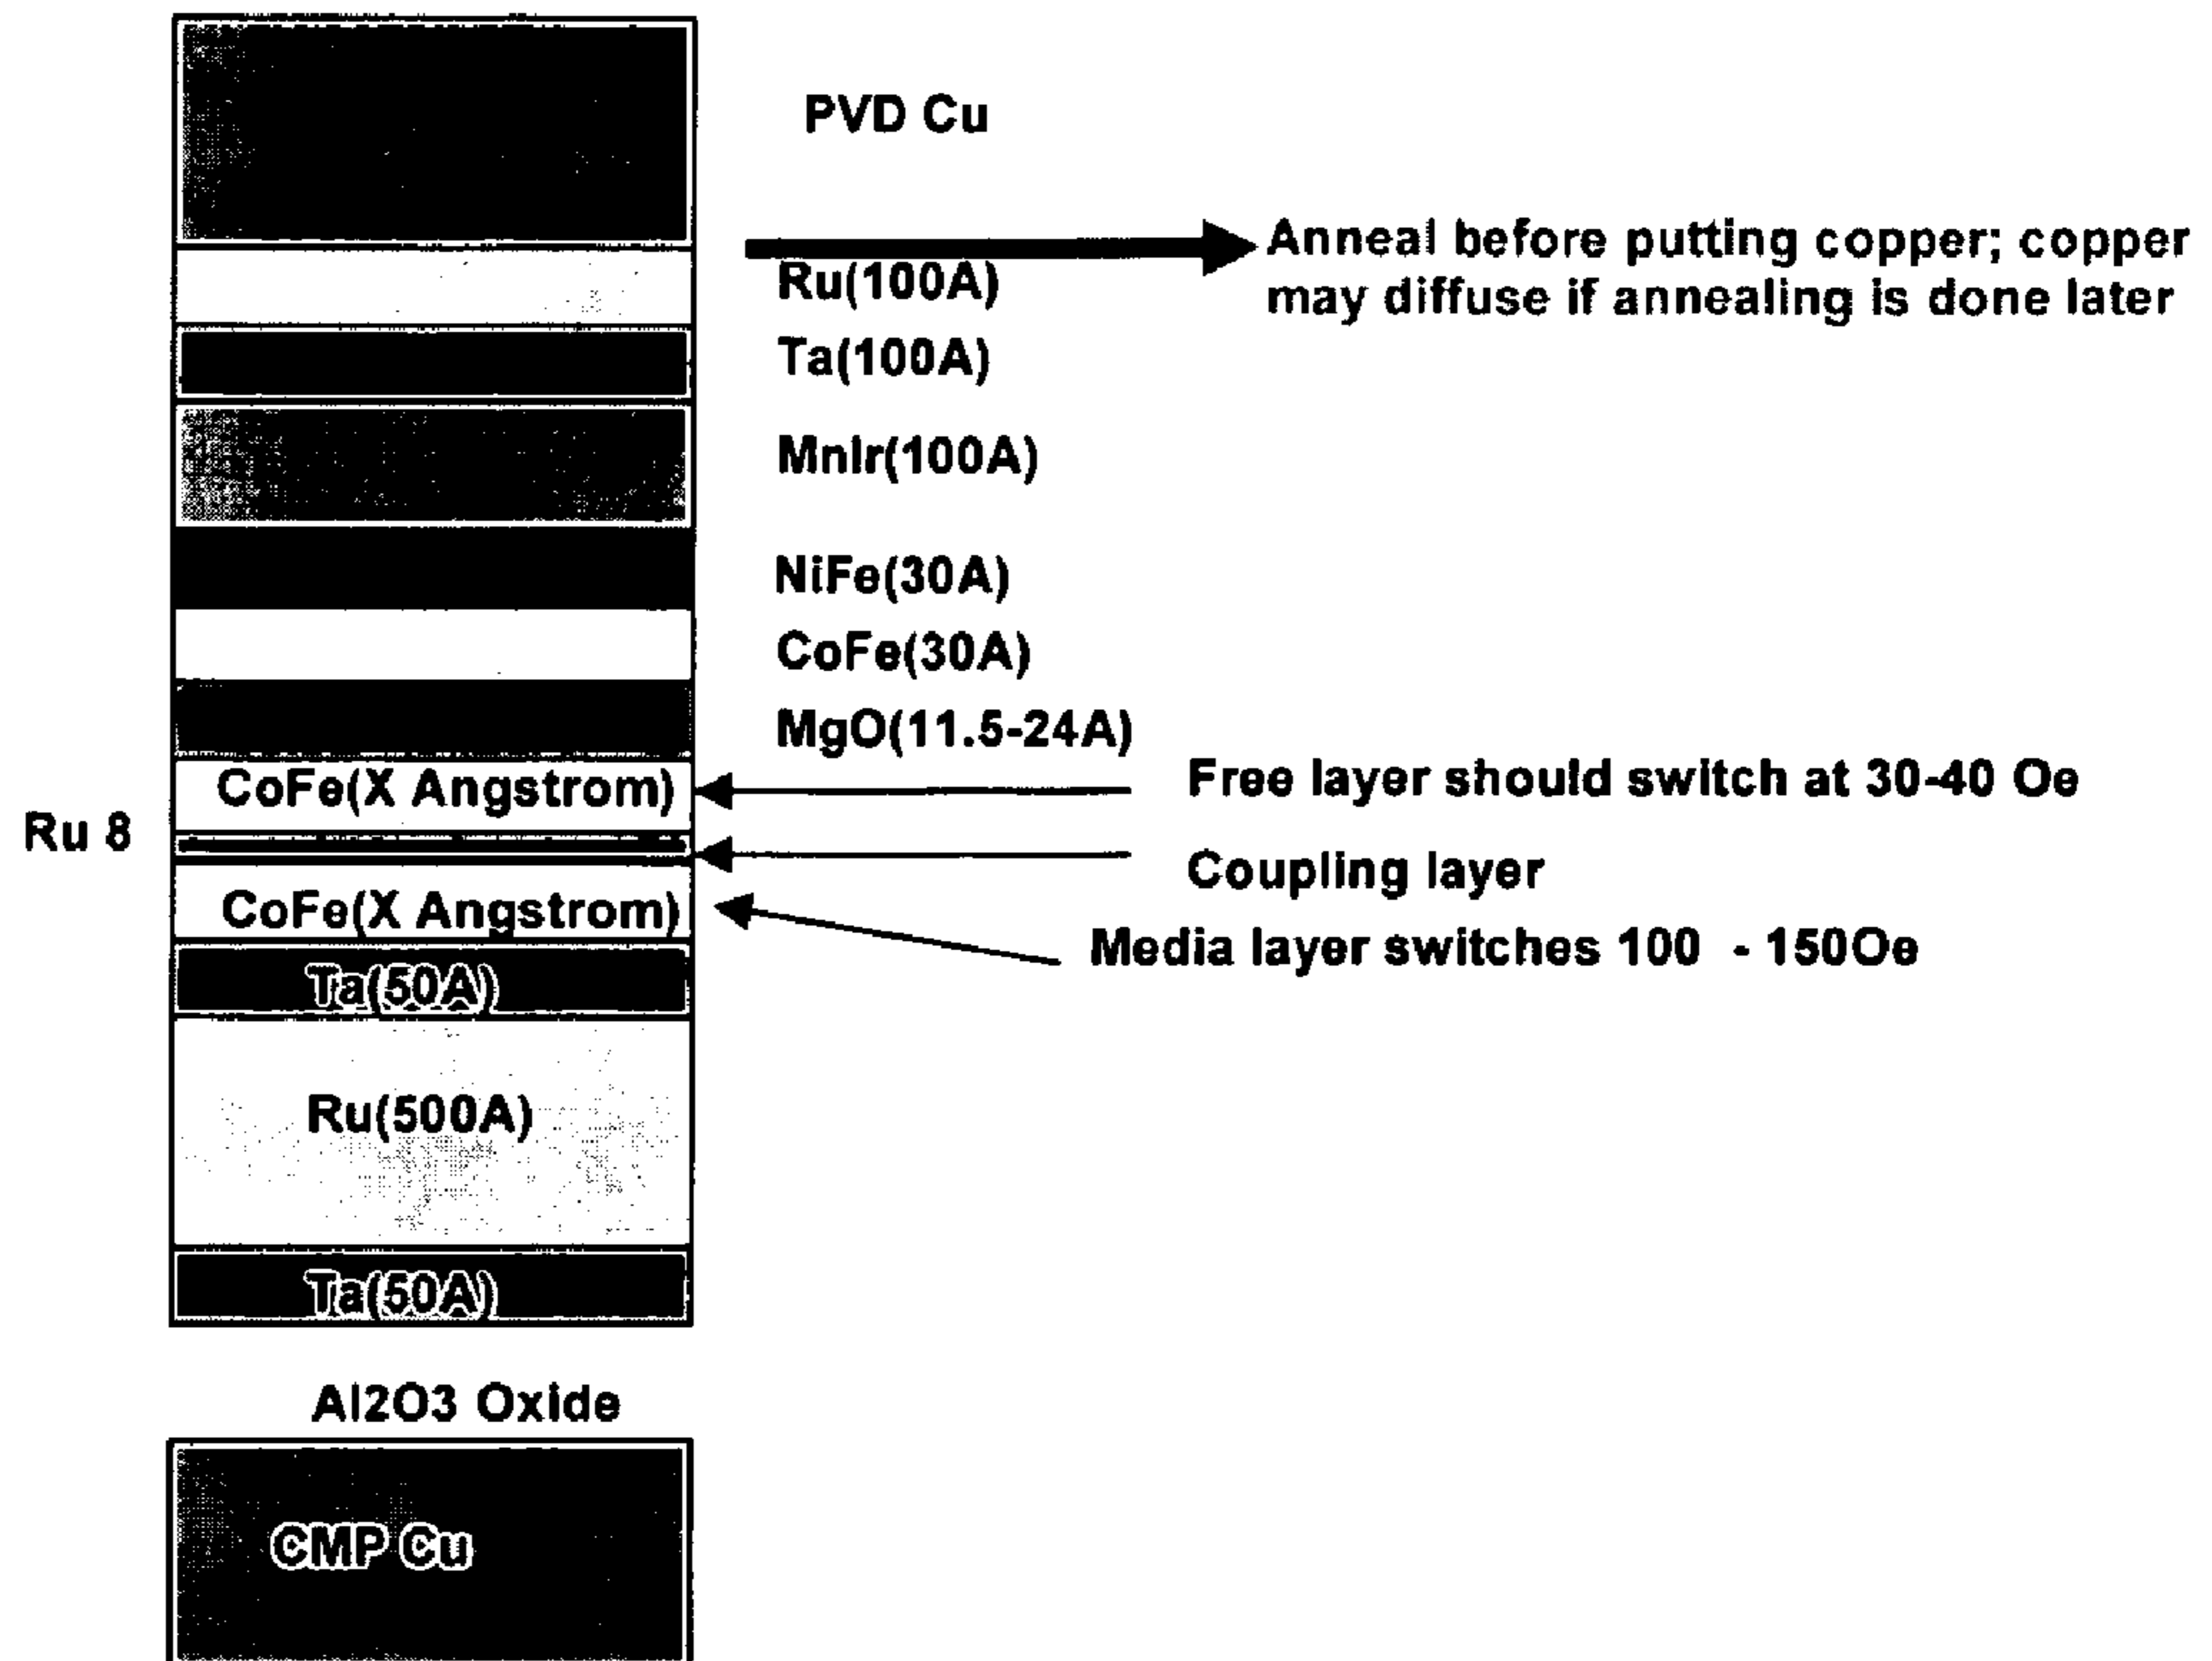 PVD Cu
Anneal before putting copper; copper
may diffuse if annealing is done later
Ru(100A)
Ta(100A)
MnIr(100A)
NiFe(30A)
CoFe(30A)
MgO(11.5-24A)
CoFe(X Angstrom)
Free layer should switch at 30-40 Oe
Ru 8
Coupling layer
CoFe(X Angstrom)
Media layer switches 100 - 150Oe
Ta(50A)
Ru(500A)
Ta(50A)
Al2O3 Oxide
CMP Cu